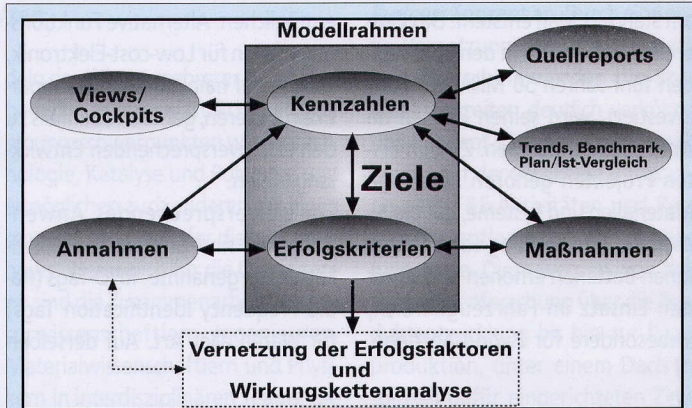 Modellrahmen
Views/
Cockpits
Kennzahlen
Quellreports
Trends, Benchmark,
Plan/Ist-Vergleich
Ziele
Annahmen
Erfolgskriterien
Maßnahmen
Vernetzung der Erfolgsfaktoren
und
Wirkungskettenanalyse